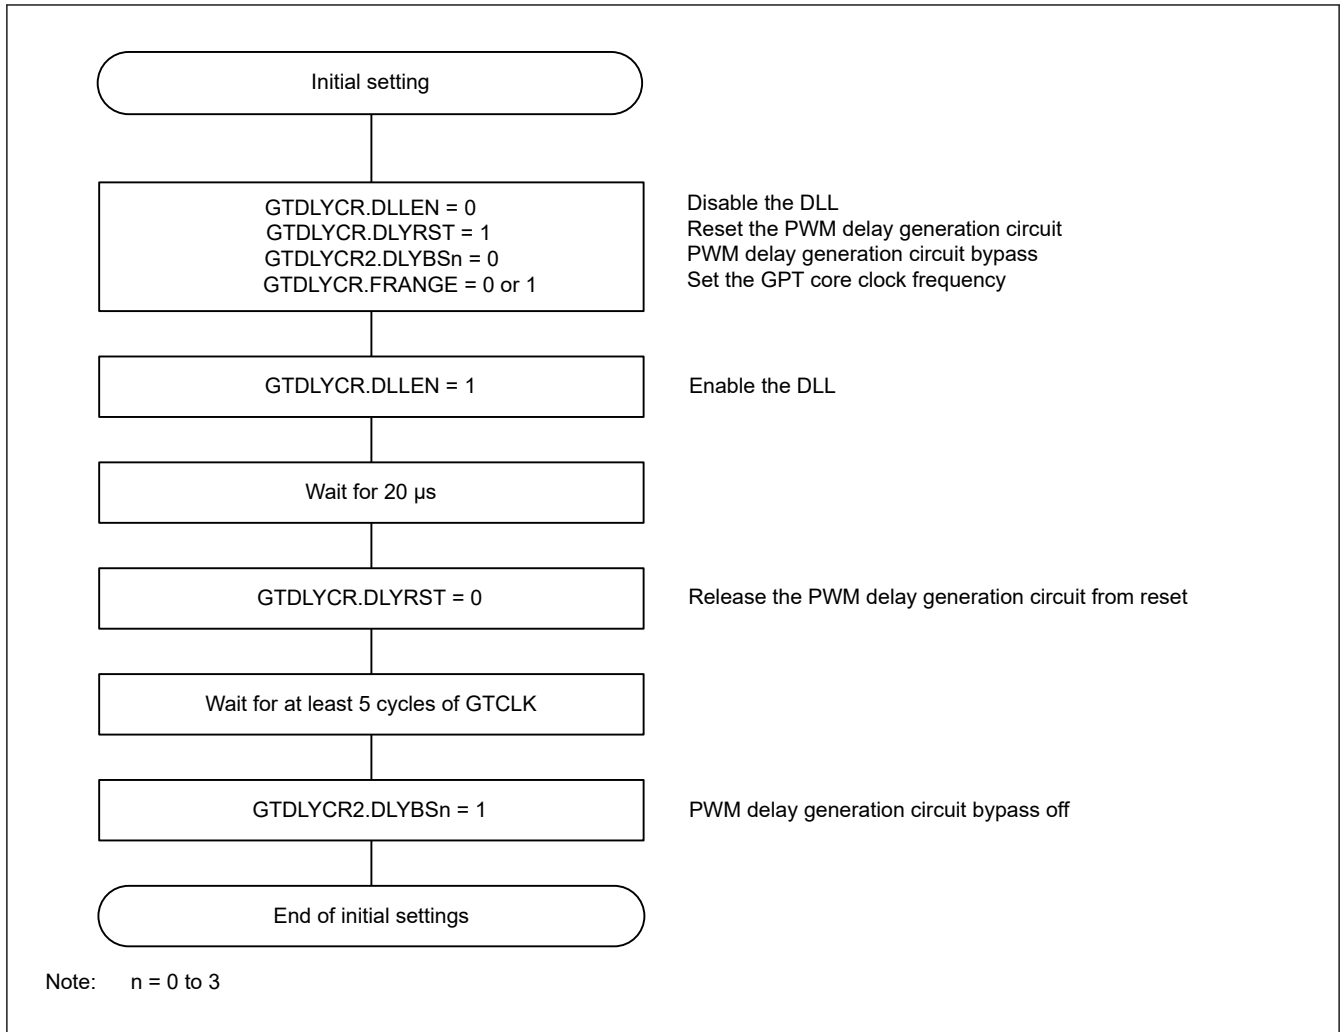 Initial setting
GTDLYCR.DLLEN = 0
Disable the DLL
GTDLYCR.DLYRST = 1
Reset the PWM delay generation circuit
GTDLYCR2.DLYBSn = 0
PWM delay generation circuit bypass
GTDLYCR.FRANGE = 0 or 1
Set the GPT core clock frequency
GTDLYCR.DLLEN = 1
Enable the DLL
Wait for 20 µs
GTDLYCR.DLYRST = 0
Release the PWM delay generation circuit from reset
Wait for at least 5 cycles of GTCLK
GTDLYCR2.DLYBSn = 1
PWM delay generation circuit bypass off
End of initial settings
Note: n = 0 to 3